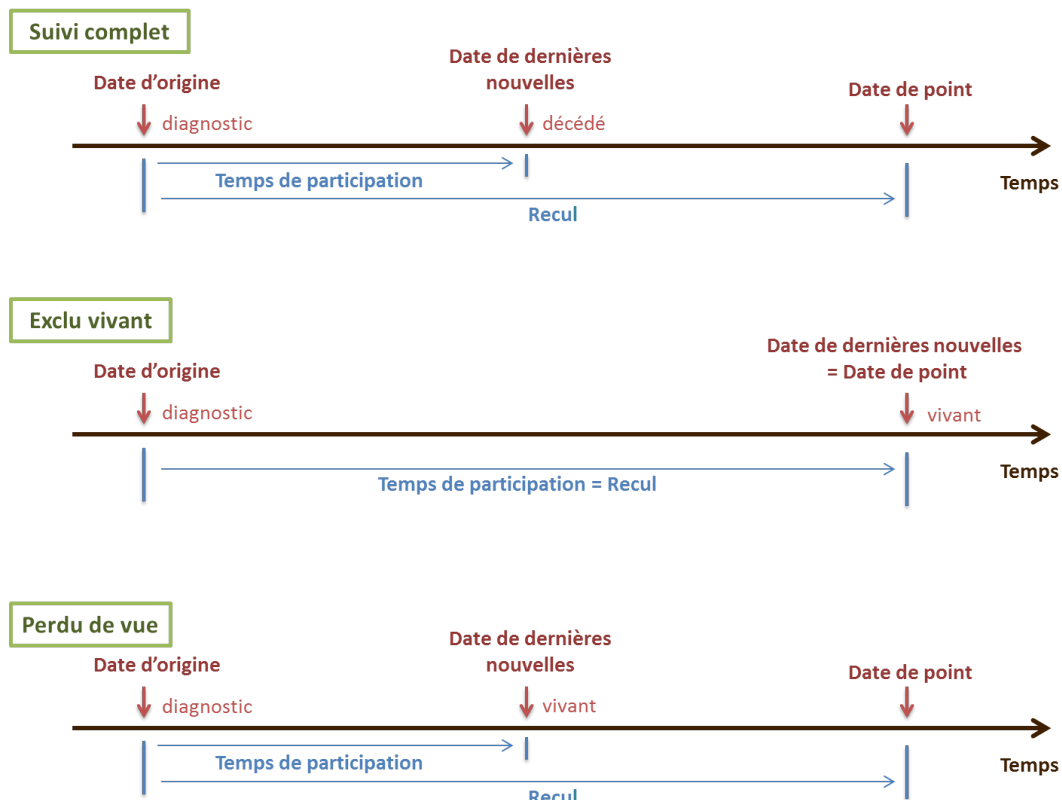 Suivi complet
Date de dernières
nouvelles
Date d'origine
Date de point
diagnostic
décédé
Temps de participation
Temps
Recul
Exclu vivant
Date de dernières nouvelles
= Date de point
Date d'origine
diagnostic
vivant
Temps
Temps de participation = Recul
Perdu de vue
Date de dernières
nouvelles
Date d'origine
Date de point
diagnostic
vivant
Temps de participation
Temps
Recul